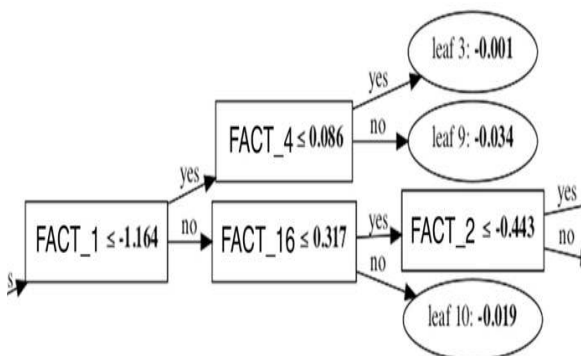 leaf 3: -0.001
yes
FACT_4 ≤ 0.086
no
leaf 9: -0.034
yes
yes
FACT_1 ≤ -1.164
no
FACT_16 ≤ 0.317
yes
FACT_2 ≤ -0.443
no
no
leaf 10: -0.019